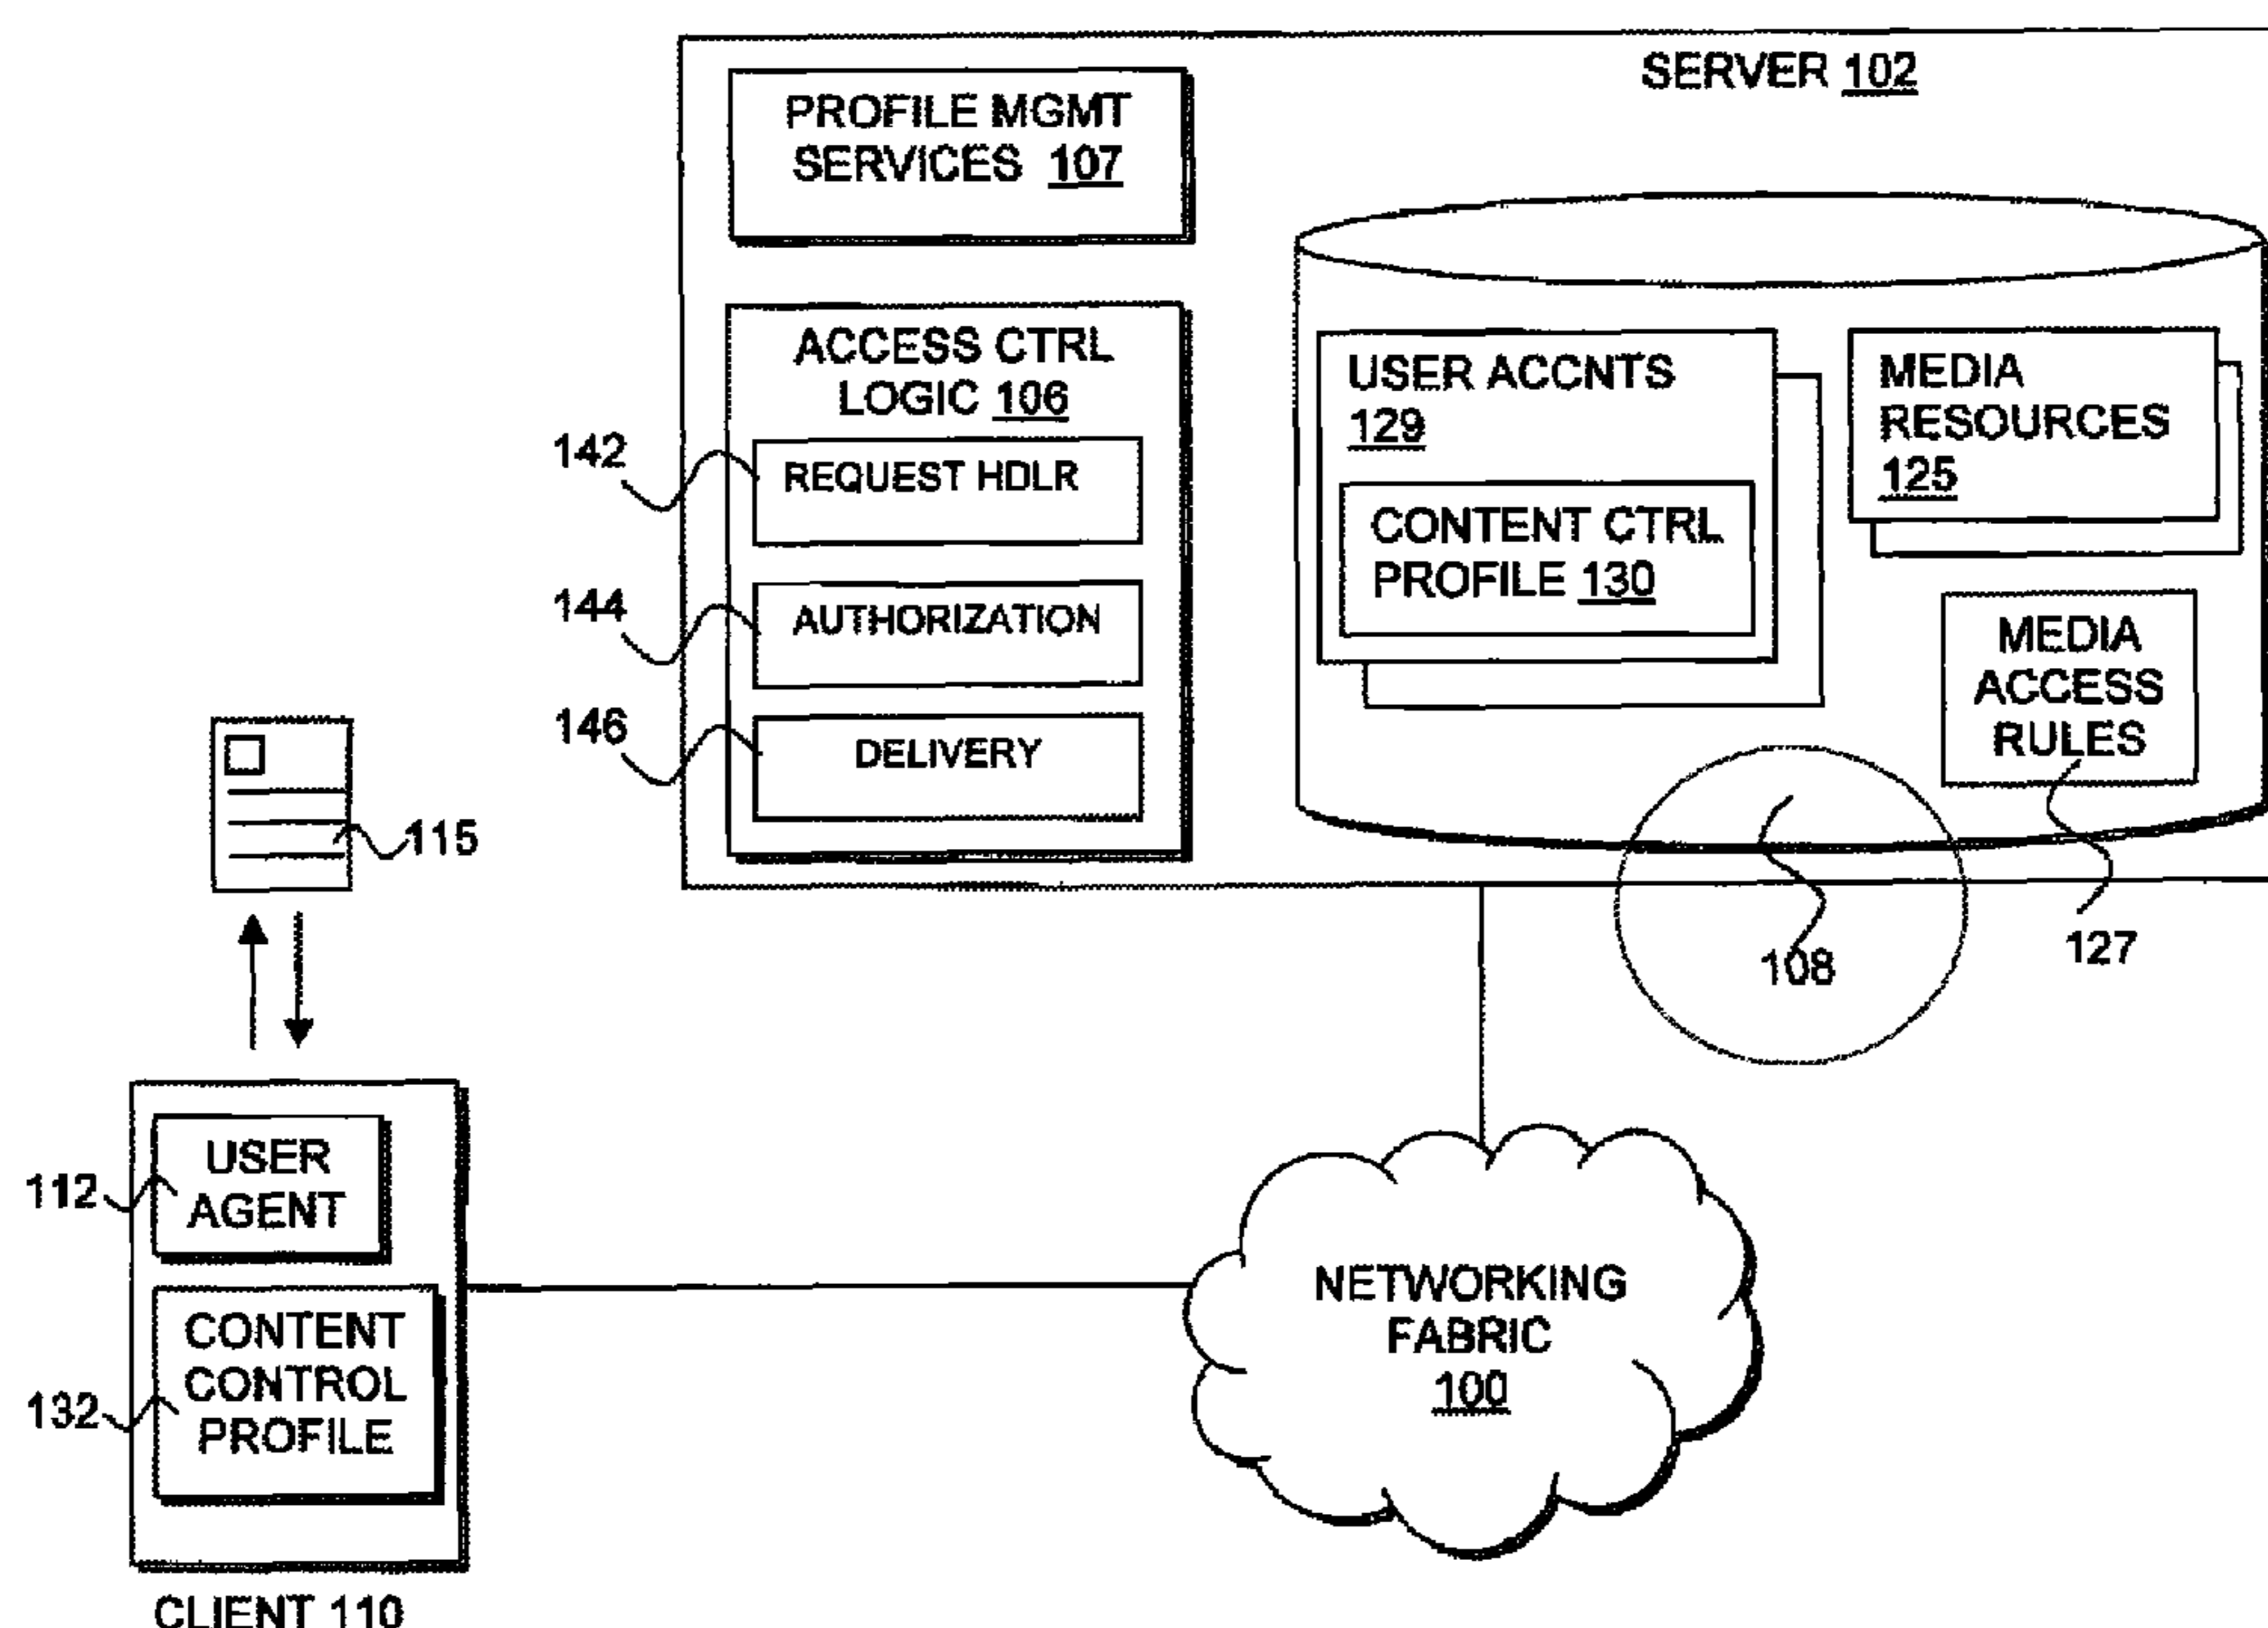 SERVER 102
PROFILE MGMT
SERVICES 107
ACCESS CTRL
LOGIC 106
142
REQUEST HDLR
144
AUTHORIZATION
146
DELIVERY
USER ACCNTS
129
CONTENT CTRL
PROFILE 130
MEDIA
RESOURCES
125
MEDIA
ACCESS
RULES
108
127
115
112
USER
AGENT
132
CONTENT
CONTROL
PROFILE
CLIENT 110
NETWORKING
FABRIC
100